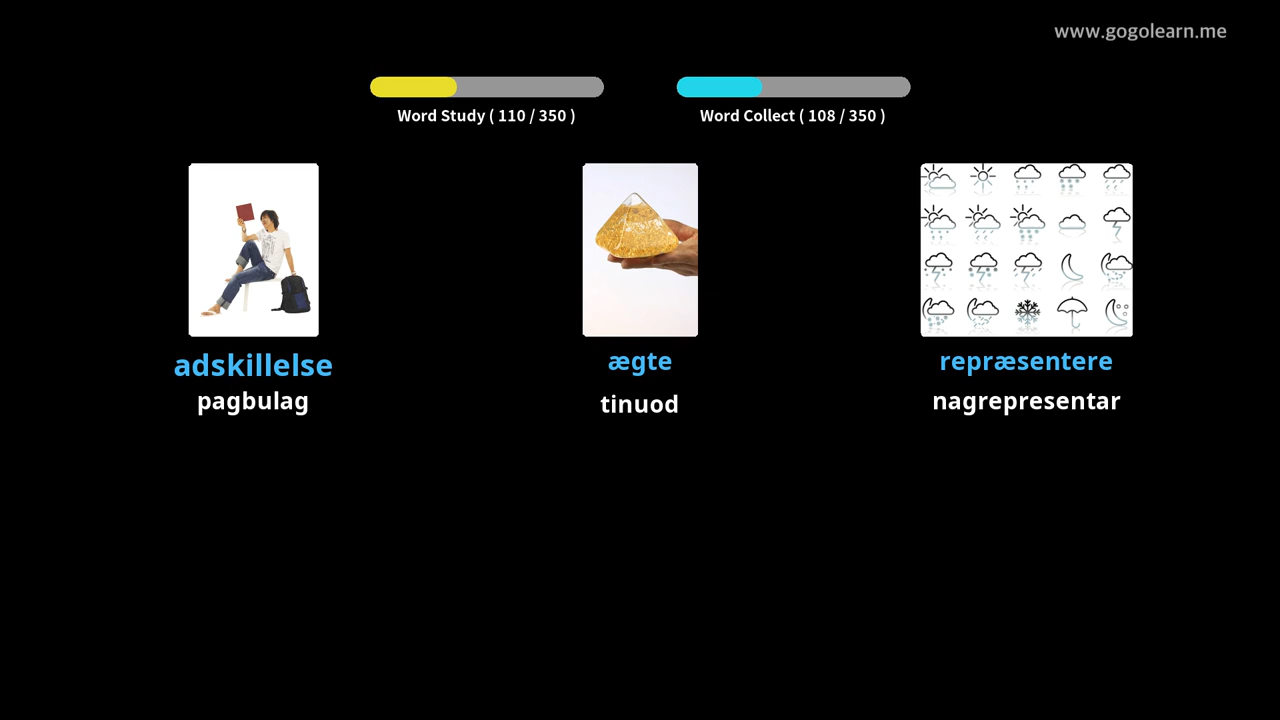 www.gogolearn.me
Word Study ( 110 / 350 )
Word Collect ( 108 / 350 )
adskillelse
pagbulag
ægte
tinuod
repræsentere
nagrepresentar